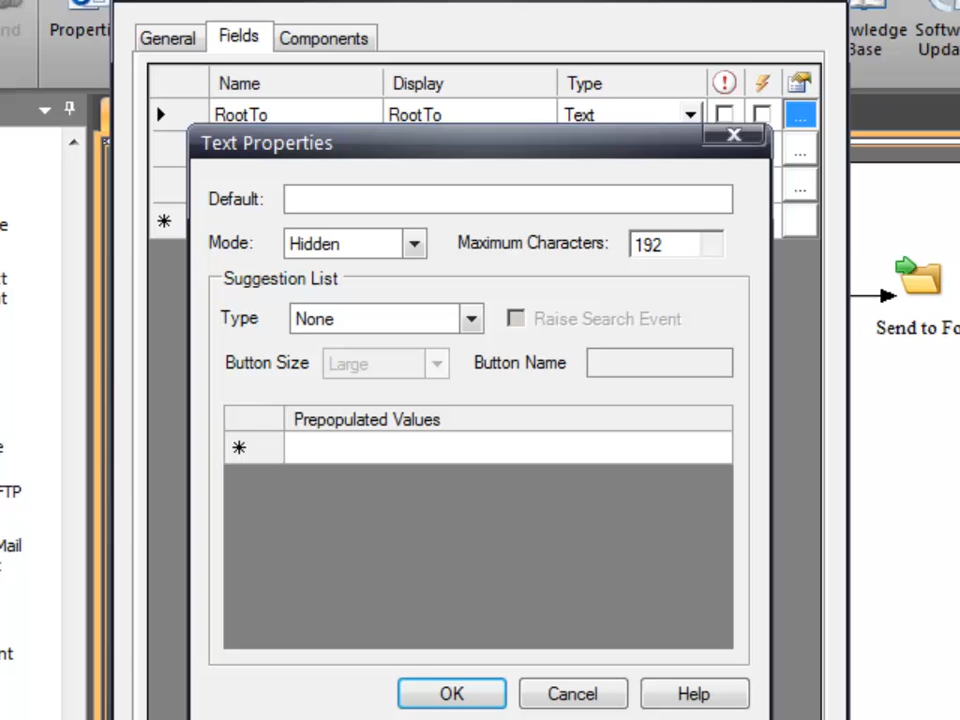 Properti
wledge Softw
Base Upda
General Fields Components
Name Display Type
RootTo RootTo Text ...
Text Properties X
...
Default:
...
Mode: Hidden Maximum Characters: 192
Suggestion List
Type None Raise Search Event
Button Size Large Button Name
Send to Fo
Prepopulated Values
FTP
Mail
OK Cancel Help
nt